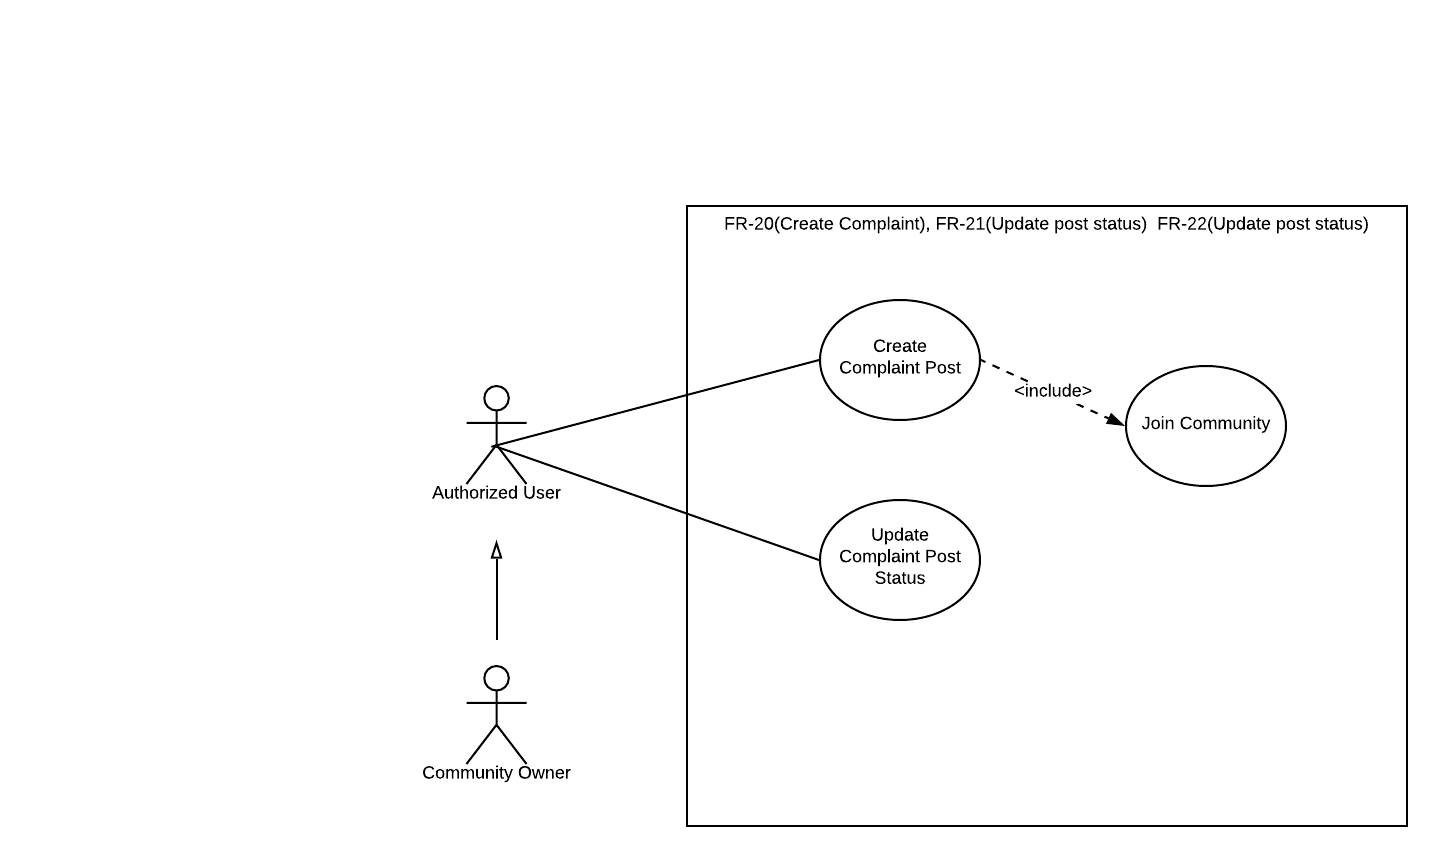 FR-20(Create Complaint), FR-21(Update post status)  FR-22(Update post status)
Create
Complaint Post
<include>
Join Community
Authorized User
Update
Complaint Post
Status
Community Owner